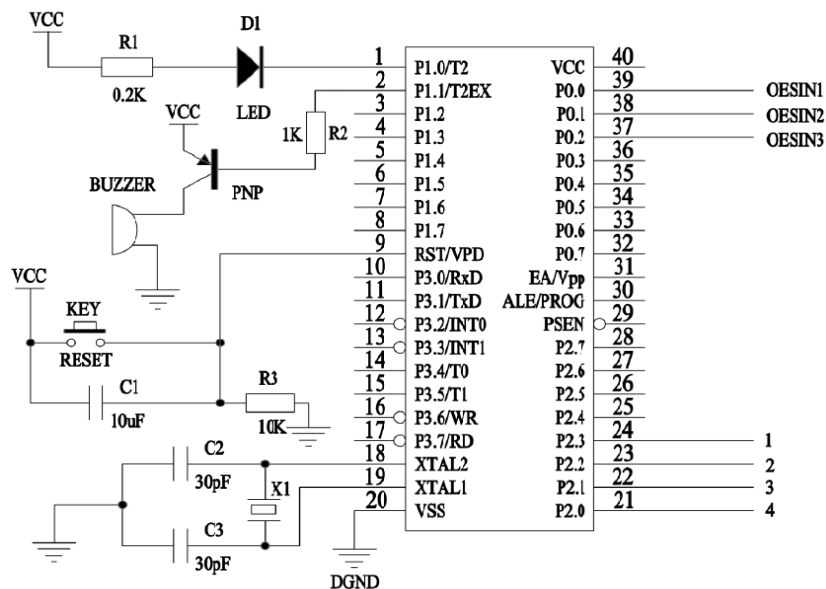 VCC
R1
0.2K
D1
LED
VCC
1K
R2
PNP
BUZZER
VCC
KEY
RESET
C1
10uF
R3
10K
C2
30pF
X1
C3
30pF
DGND
1 P1.0/T2
2 P1.1/T2EX
3 P1.2
4 P1.3
5 P1.4
6 P1.5
7 P1.6
8 P1.7
9 RST/VPD
10 P3.0/RxD
11 P3.1/TxD
12 P3.2/INT0
13 P3.3/INT1
14 P3.4/T0
15 P3.5/T1
16 P3.6/WR
17 P3.7/RD
18 XTAL2
19 XTAL1
20 VSS
VCC 40
P0.0 39 OESIN1
P0.1 38 OESIN2
P0.2 37 OESIN3
P0.3 36
P0.4 35
P0.5 34
P0.6 33
P0.7 32
EA/Vpp 31
ALE/PROG 30
PSEN 29
P2.7 28
P2.6 27
P2.5 26
P2.4 25
P2.3 24 1
P2.2 23 2
P2.1 22 3
P2.0 21 4